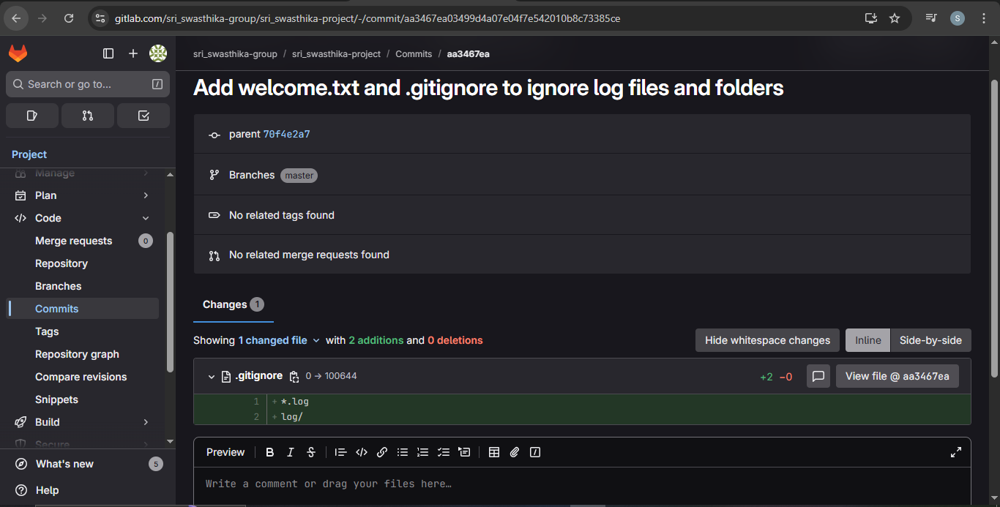 gitlab.com/sri_swasthika-group/sri_swasthika-project/-/commit/aa3467ea03499d4a07e04f7e542010b8c73385ce
S
sri_swasthika-group / sri_swasthika-project / Commits / aa3467ea
Search or go to... /
Project
Manage
Plan
Code
Merge requests 0
Repository
Branches
Commits
Tags
Repository graph
Compare revisions
Snippets
Build
Secure
What's new 5
Help
Add welcome.txt and .gitignore to ignore log files and folders
parent 70f4e2a7
Branches master
No related tags found
No related merge requests found
Changes 1
Showing 1 changed file with 2 additions and 0 deletions
Hide whitespace changes Inline Side-by-side
.gitignore 0 → 100644 +2 −0 View file @ aa3467ea
1 + *.log
2 + log/
Preview B I S
Write a comment or drag your files here…